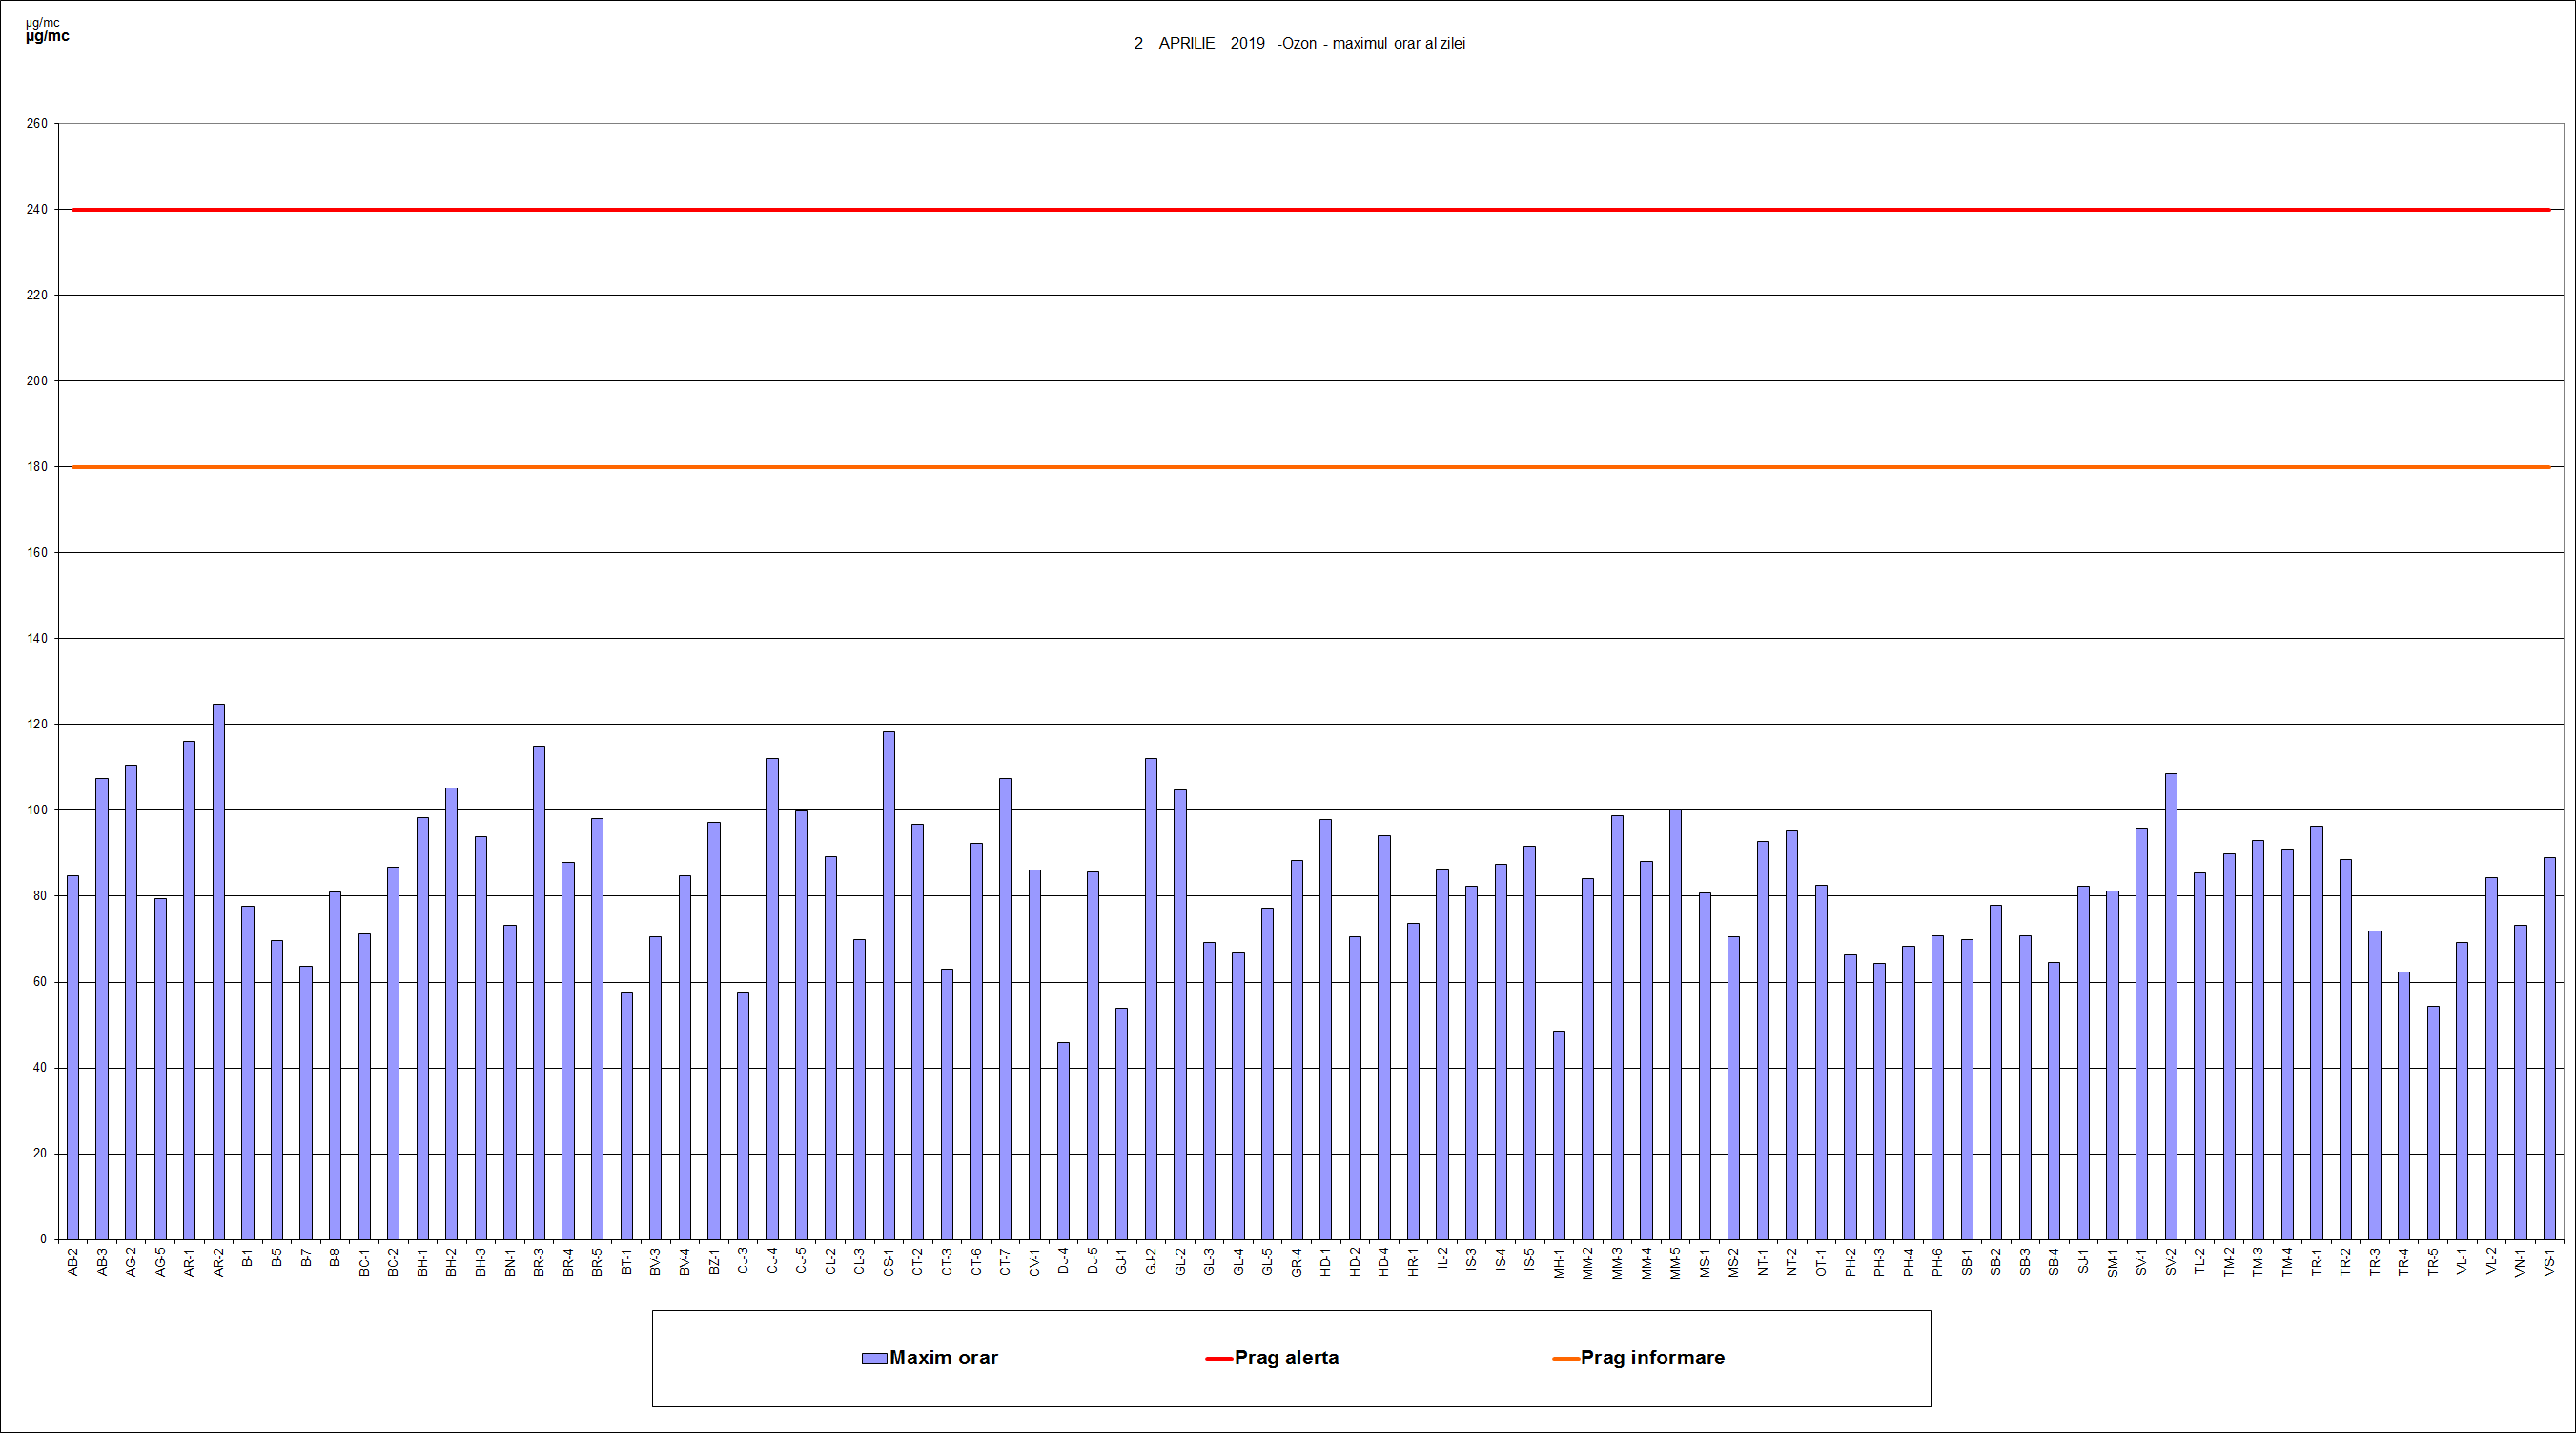 µg/mc
µg/mc
2 APRILIE 2019 -Ozon - maximul orar al zilei
260
240
220
200
180
160
140
120
100
80
60
40
20
0
AB-2 AB-3 AG-2 AG-5 AR-1 AR-2 B-1 B-5 B-7 B-8 BC-1 BC-2 BH-1 BH-2 BH-3 BN-1 BR-3 BR-4 BR-5 BT-1 BV-3 BV-4 BZ-1 CJ-3 CJ-4 CJ-5 CL-2 CL-3 CS-1 CT-2 CT-3 CT-6 CT-7 CV-1 DJ-4 DJ-5 GJ-1 GJ-2 GL-2 GL-3 GL-4 GL-5 GR-4 HD-1 HD-2 HD-4 HR-1 IL-2 IS-3 IS-4 IS-5 MH-1 MM-2 MM-3 MM-4 MM-5 MS-1 MS-2 NT-1 NT-2 OT-1 PH-2 PH-3 PH-4 PH-6 SB-1 SB-2 SB-3 SB-4 SJ-1 SM-1 SV-1 SV-2 TL-2 TM-2 TM-3 TM-4 TR-1 TR-2 TR-3 TR-4 TR-5 VL-1 VL-2 VN-1 VS-1
Maxim orar Prag alerta Prag informare